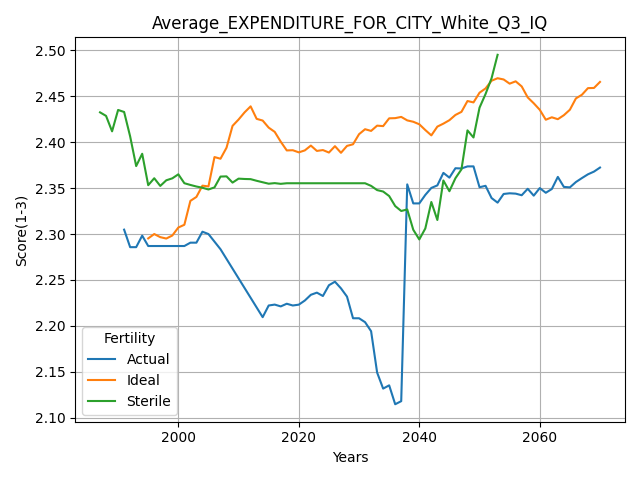 Average_EXPENDITURE_FOR_CITY_White_Q3_IQ
2.50
2.45
2.40
2.35
2.30
2.25
2.20
2.15
2.10
Score(1-3)
Fertility
Actual
Ideal
Sterile
2000 2020 2040 2060
Years